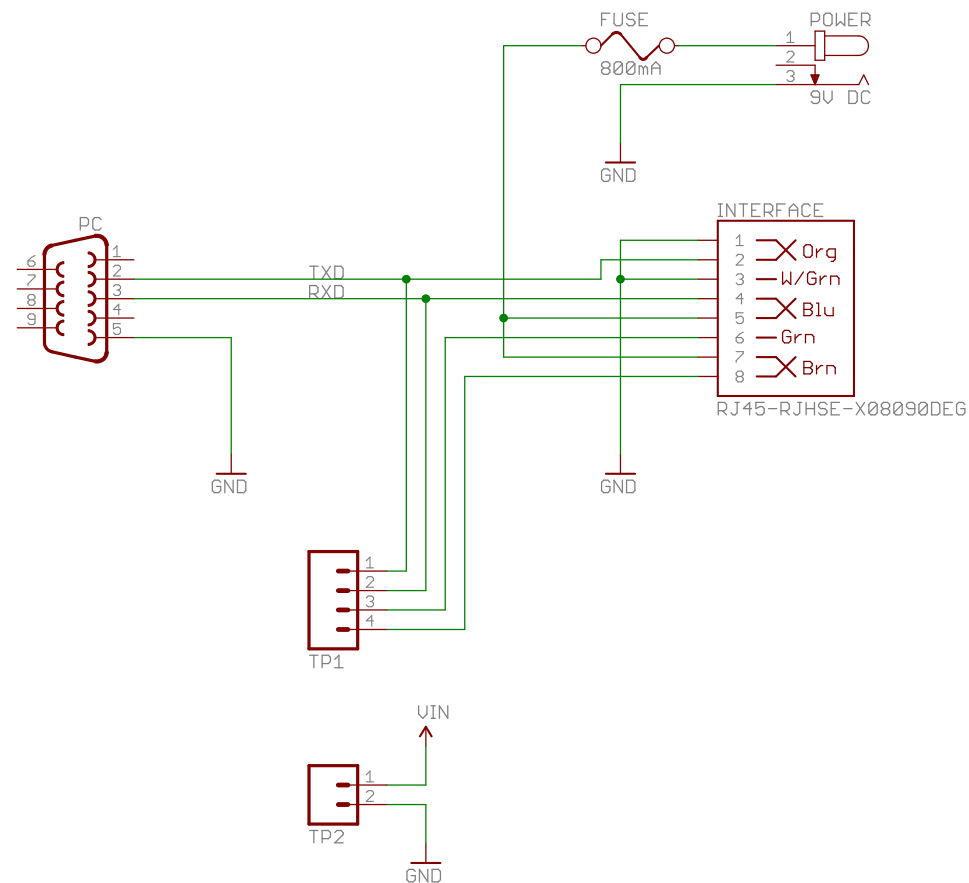 FUSE
POWER
1
2
800mA
3
9V DC
GND
INTERFACE
PC
1
2
3
4
5
6
7
8
9
TXD
RXD
1
2
3
4
5
6
7
8
Org
W/Grn
Blu
Grn
Brn
RJ45-RJHSE-X08090DEG
GND
GND
1
2
3
4
TP1
VIN
1
2
TP2
GND